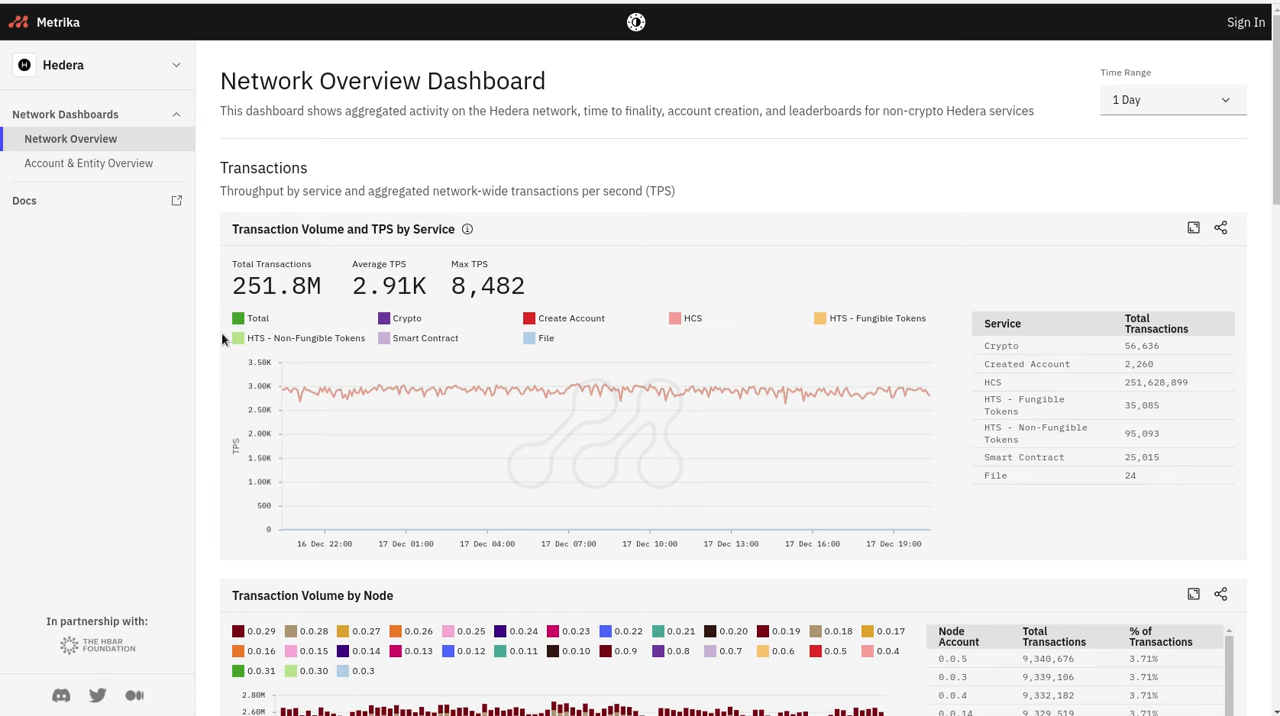 Metrika
Sign In
Hedera
Network Dashboards
Network Overview
Account & Entity Overview
Docs
In partnership with:
THE HBAR
FOUNDATION
Network Overview Dashboard
This dashboard shows aggregated activity on the Hedera network, time to finality, account creation, and leaderboards for non-crypto Hedera services
Time Range
1 Day
Transactions
Throughput by service and aggregated network-wide transactions per second (TPS)
Transaction Volume and TPS by Service
Total Transactions Average TPS Max TPS
251.8M 2.91K 8,482
Total Crypto Create Account HCS HTS - Fungible Tokens
HTS - Non-Fungible Tokens Smart Contract File
3.50K
3.00K
2.50K
2.00K
1.50K
1.00K
500
0
TPS
16 Dec 22:00 17 Dec 01:00 17 Dec 04:00 17 Dec 07:00 17 Dec 10:00 17 Dec 13:00 17 Dec 16:00 17 Dec 19:00
Service Total Transactions
Crypto 56,636
Created Account 2,260
HCS 251,628,899
HTS - Fungible Tokens 35,085
HTS - Non-Fungible Tokens 95,093
Smart Contract 25,015
File 24
Transaction Volume by Node
0.0.29 0.0.28 0.0.27 0.0.26 0.0.25 0.0.24 0.0.23 0.0.22 0.0.21 0.0.20 0.0.19 0.0.18 0.0.17
0.0.16 0.0.15 0.0.14 0.0.13 0.0.12 0.0.11 0.0.10 0.0.9 0.0.8 0.0.7 0.0.6 0.0.5 0.0.4
0.0.31 0.0.30 0.0.3
2.80M
2.60M
Node Account Total Transactions % of Transactions
0.0.5 9,340,676 3.71%
0.0.3 9,339,106 3.71%
0.0.4 9,332,182 3.71%
0.0.14 9,329,519 3.71%